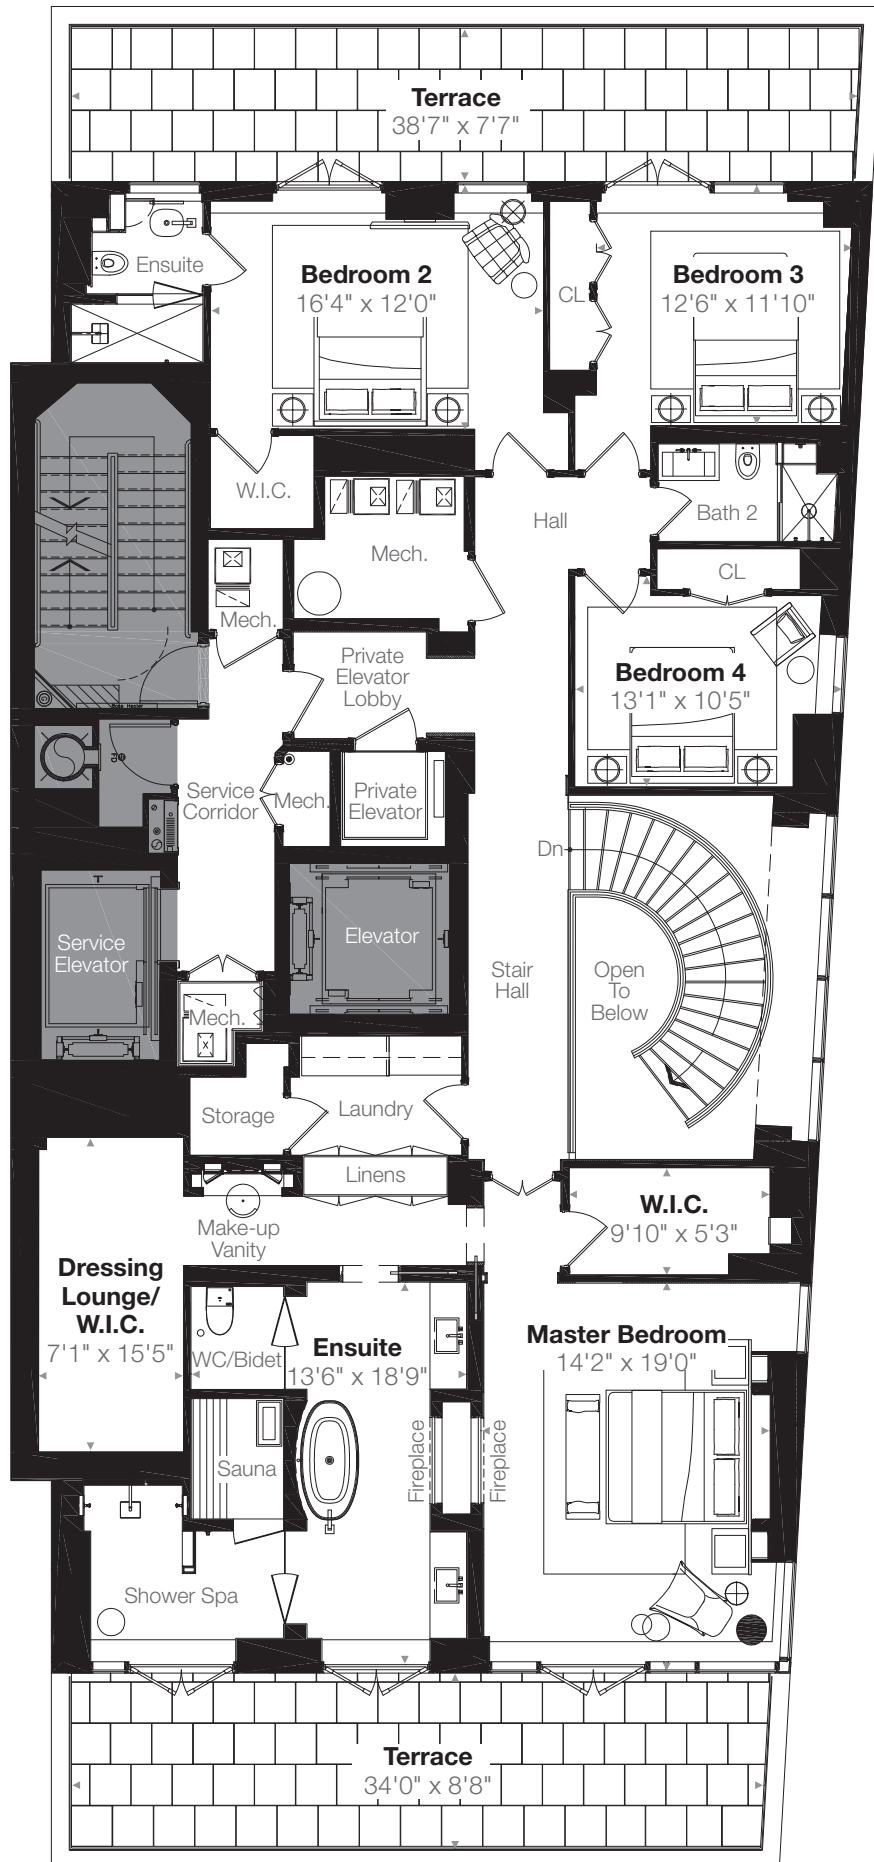 Terrace
38'7" x 7'7"
Ensuite
Bedroom 2
16'4" x 12'0"
CL
Bedroom 3
12'6" x 11'10"
W.I.C.
Mech.
Hall
Bath 2
CL
Mech.
Private
Elevator
Lobby
Bedroom 4
13'1" x 10'5"
Service
Corridor
Mech.
Private
Elevator
Dn
Service
Elevator
Elevator
Stair
Hall
Open
To
Below
Mech.
Storage
Laundry
Linens
Make-up
Vanity
W.I.C.
9'10" x 5'3"
Dressing
Lounge/
W.I.C.
7'1" x 15'5"
WC/Bidet
Ensuite
13'6" x 18'9"
Master Bedroom
14'2" x 19'0"
Sauna
Fireplace
Fireplace
Shower Spa
Terrace
34'0" x 8'8"